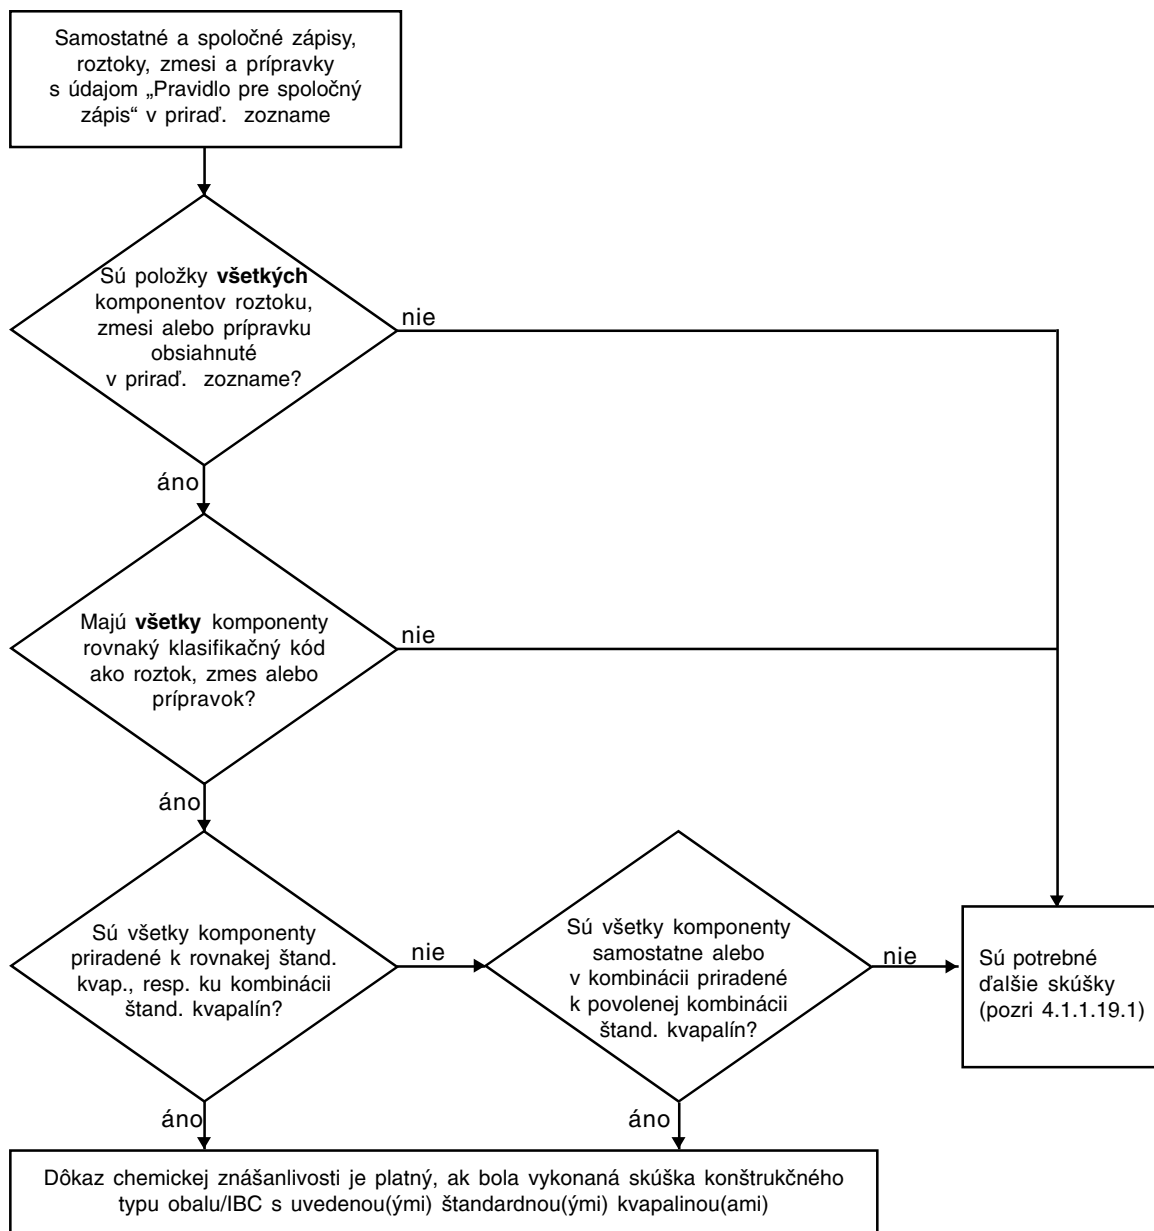 Samostatné a spoločné zápisy,
roztoky, zmesi a prípravky
s údajom „Pravidlo pre spoločný
zápis“ v priraď. zozname
Sú položky všetkých
komponentov roztoku,
zmesi alebo prípravku
obsiahnuté
v priraď. zozname?
nie
áno
Majú všetky komponenty
rovnaký klasifikačný kód
ako roztok, zmes alebo
prípravok?
nie
áno
Sú všetky komponenty
priradené k rovnakej štand.
kvap., resp. ku kombinácii
štand. kvapalín?
nie
Sú všetky komponenty
samostatne alebo
v kombinácii priradené
k povolenej kombinácii
štand. kvapalín?
nie
Sú potrebné
ďalšie skúšky
(pozri 4.1.1.19.1)
áno
áno
Dôkaz chemickej znášanlivosti je platný, ak bola vykonaná skúška konštrukčného
typu obalu/IBC s uvedenou(ými) štandardnou(ými) kvapalinou(ami)